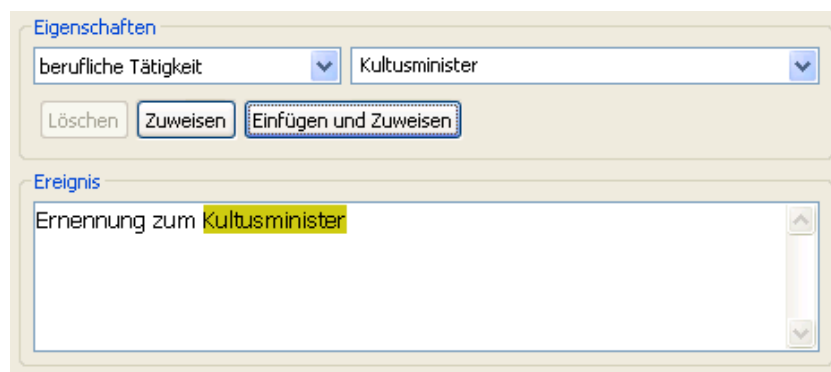 Eigenschaften
berufliche Tätigkeit Kultusminister
Löschen Zuweisen Einfügen und Zuweisen
Ereignis
Ernennung zum Kultusminister